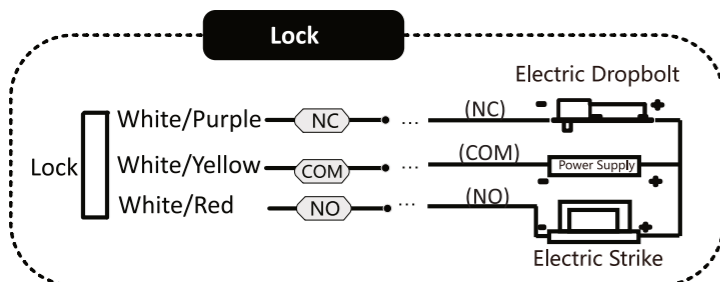 Lock
Electric Dropbolt
White/Purple NC ... (NC) - +
Lock White/Yellow COM ... (COM) Power Supply
- +
White/Red NO ... (NO) - +
Electric Strike